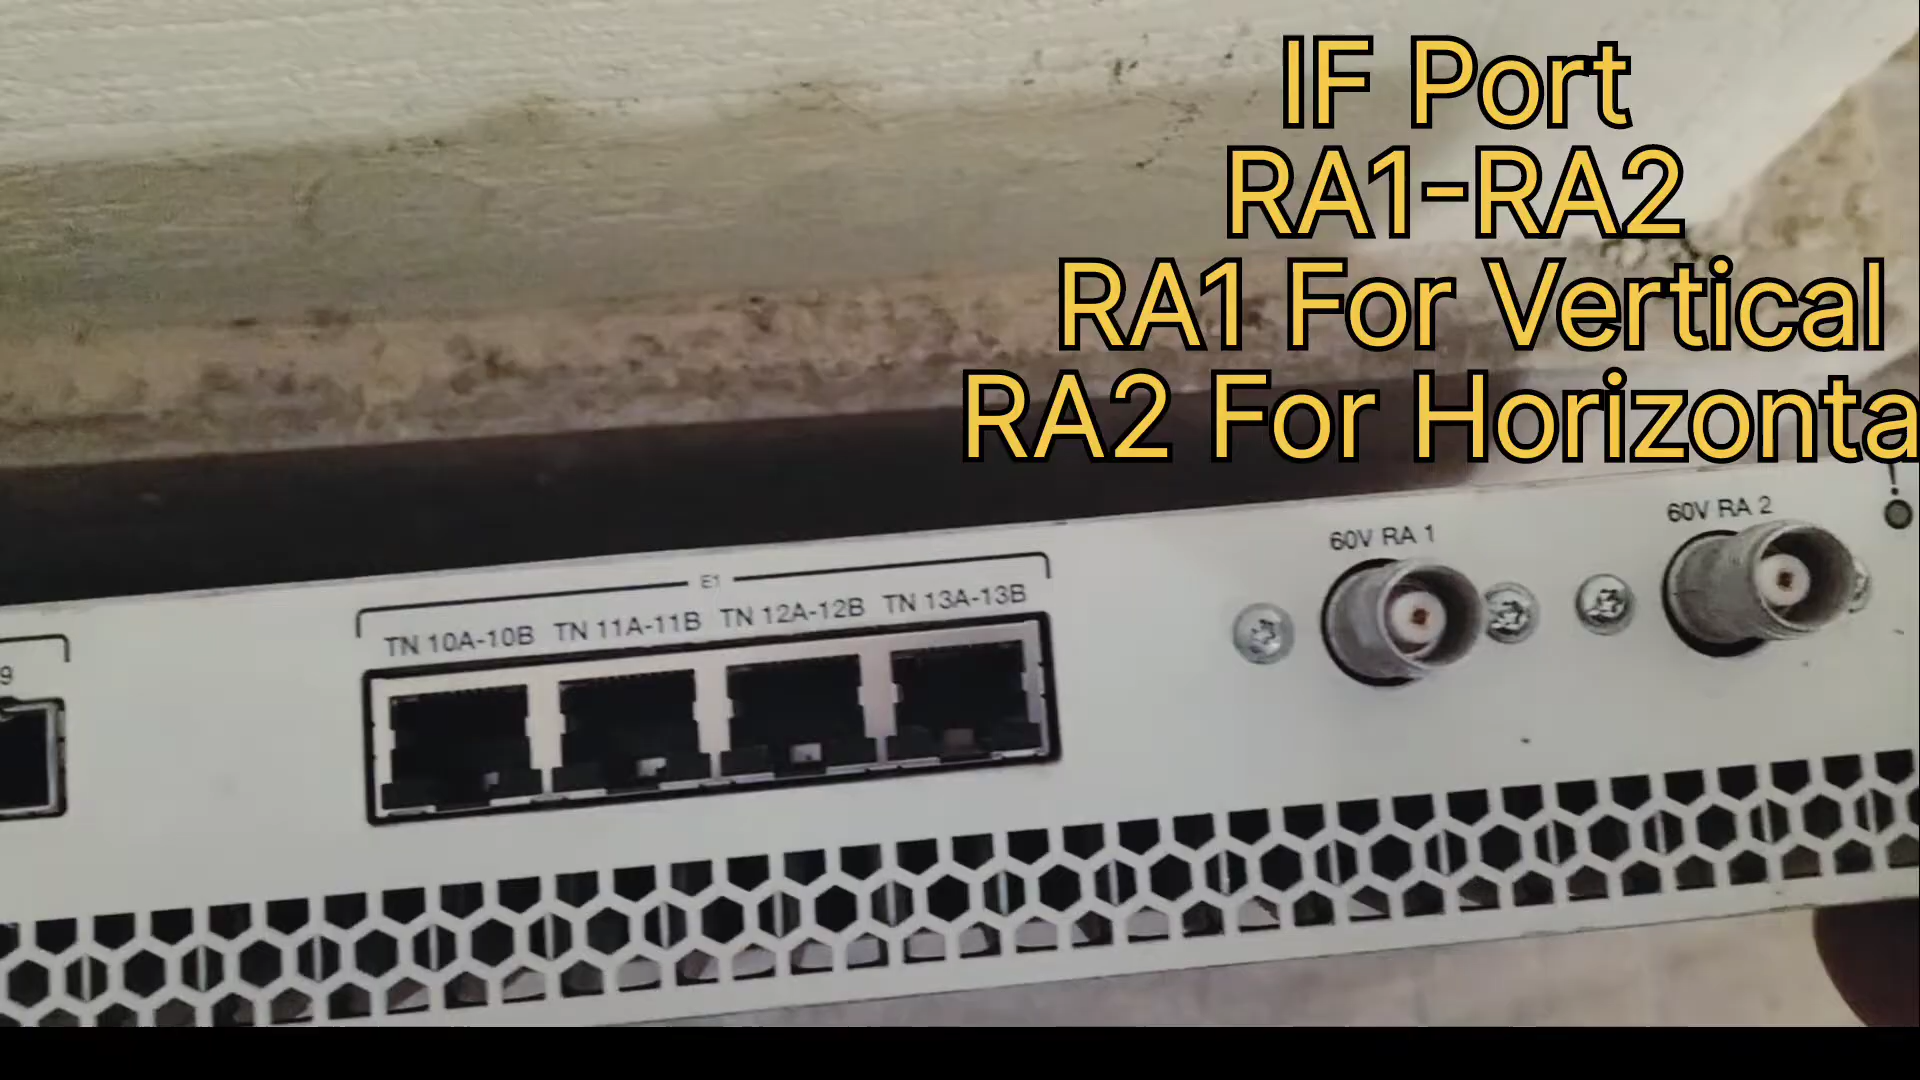 IF Port
RA1-RA2
RA1 For Vertical
RA2 For Horizonta
60V RA 1
60V RA 2
!
E1
TN 10A-10B
TN 11A-11B
TN 12A-12B
TN 13A-13B
9